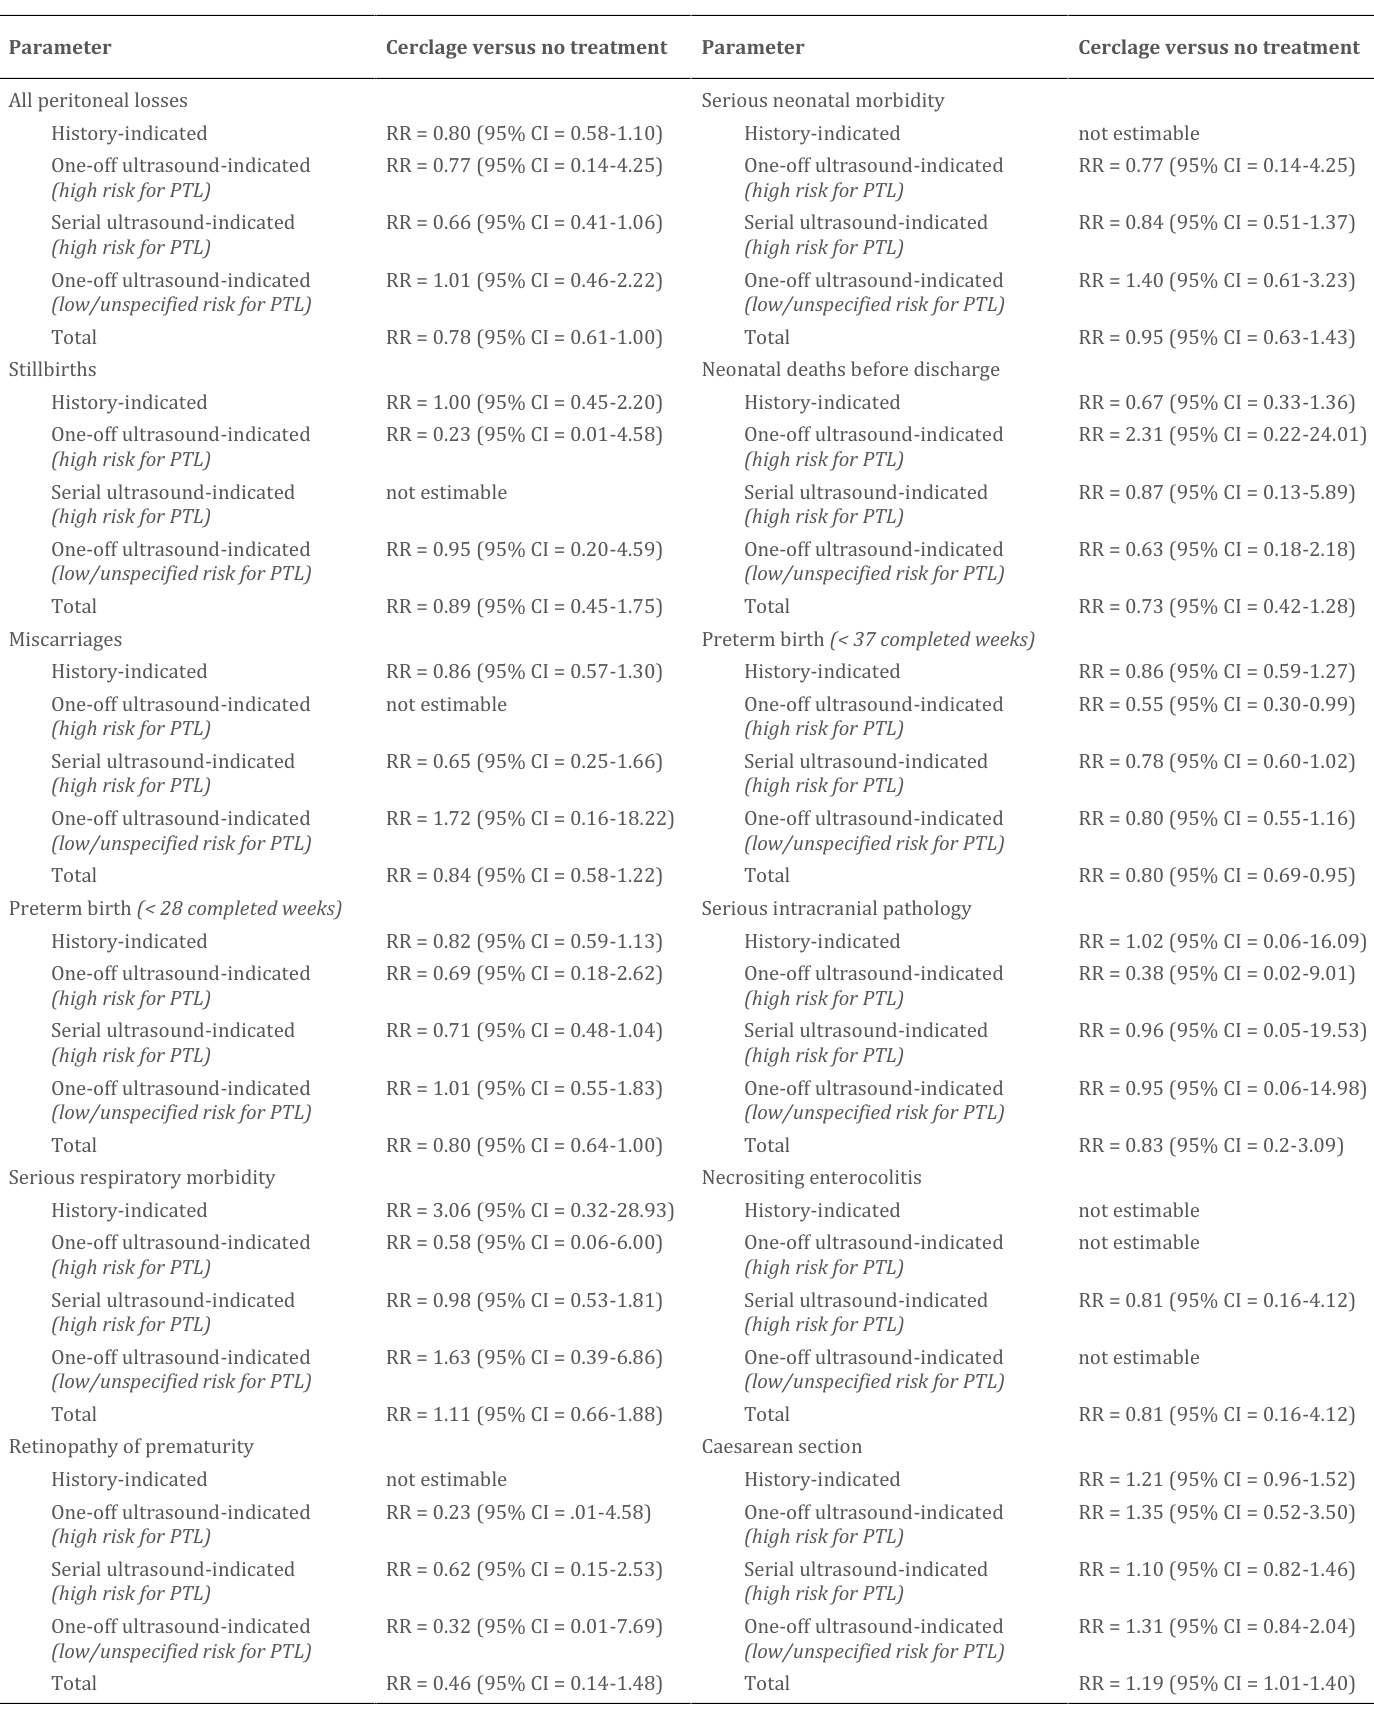 Parameter
Cerclage versus no treatment
All peritoneal losses
History-indicated
RR = 0.80 (95% CI = 0.58-1.10)
One-off ultrasound-indicated
(high risk for PTL)
RR = 0.77 (95% CI = 0.14-4.25)
Serial ultrasound-indicated
(high risk for PTL)
RR = 0.66 (95% CI = 0.41-1.06)
One-off ultrasound-indicated
(low/unspecified risk for PTL)
RR = 1.01 (95% CI = 0.46-2.22)
Total
RR = 0.78 (95% CI = 0.61-1.00)
Stillbirths
History-indicated
RR = 1.00 (95% CI = 0.45-2.20)
One-off ultrasound-indicated
(high risk for PTL)
RR = 0.23 (95% CI = 0.01-4.58)
Serial ultrasound-indicated
(high risk for PTL)
not estimable
One-off ultrasound-indicated
(low/unspecified risk for PTL)
RR = 0.95 (95% CI = 0.20-4.59)
Total
RR = 0.89 (95% CI = 0.45-1.75)
Miscarriages
History-indicated
RR = 0.86 (95% CI = 0.57-1.30)
One-off ultrasound-indicated
(high risk for PTL)
not estimable
Serial ultrasound-indicated
(high risk for PTL)
RR = 0.65 (95% CI = 0.25-1.66)
One-off ultrasound-indicated
(low/unspecified risk for PTL)
RR = 1.72 (95% CI = 0.16-18.22)
Total
RR = 0.84 (95% CI = 0.58-1.22)
Preterm birth (< 28 completed weeks)
History-indicated
RR = 0.82 (95% CI = 0.59-1.13)
One-off ultrasound-indicated
(high risk for PTL)
RR = 0.69 (95% CI = 0.18-2.62)
Serial ultrasound-indicated
(high risk for PTL)
RR = 0.71 (95% CI = 0.48-1.04)
One-off ultrasound-indicated
(low/unspecified risk for PTL)
RR = 1.01 (95% CI = 0.55-1.83)
Total
RR = 0.80 (95% CI = 0.64-1.00)
Serious respiratory morbidity
History-indicated
RR = 3.06 (95% CI = 0.32-28.93)
One-off ultrasound-indicated
(high risk for PTL)
RR = 0.58 (95% CI = 0.06-6.00)
Serial ultrasound-indicated
(high risk for PTL)
RR = 0.98 (95% CI = 0.53-1.81)
One-off ultrasound-indicated
(low/unspecified risk for PTL)
RR = 1.63 (95% CI = 0.39-6.86)
Total
RR = 1.11 (95% CI = 0.66-1.88)
Retinopathy of prematurity
History-indicated
not estimable
One-off ultrasound-indicated
(high risk for PTL)
RR = 0.23 (95% CI = .01-4.58)
Serial ultrasound-indicated
(high risk for PTL)
RR = 0.62 (95% CI = 0.15-2.53)
One-off ultrasound-indicated
(low/unspecified risk for PTL)
RR = 0.32 (95% CI = 0.01-7.69)
Total
RR = 0.46 (95% CI = 0.14-1.48)
Parameter
Cerclage versus no treatment
Serious neonatal morbidity
History-indicated
not estimable
One-off ultrasound-indicated
(high risk for PTL)
RR = 0.77 (95% CI = 0.14-4.25)
Serial ultrasound-indicated
(high risk for PTL)
RR = 0.84 (95% CI = 0.51-1.37)
One-off ultrasound-indicated
(low/unspecified risk for PTL)
RR = 1.40 (95% CI = 0.61-3.23)
Total
RR = 0.95 (95% CI = 0.63-1.43)
Neonatal deaths before discharge
History-indicated
RR = 0.67 (95% CI = 0.33-1.36)
One-off ultrasound-indicated
(high risk for PTL)
RR = 2.31 (95% CI = 0.22-24.01)
Serial ultrasound-indicated
(high risk for PTL)
RR = 0.87 (95% CI = 0.13-5.89)
One-off ultrasound-indicated
(low/unspecified risk for PTL)
RR = 0.63 (95% CI = 0.18-2.18)
Total
RR = 0.73 (95% CI = 0.42-1.28)
Preterm birth (< 37 completed weeks)
History-indicated
RR = 0.86 (95% CI = 0.59-1.27)
One-off ultrasound-indicated
(high risk for PTL)
RR = 0.55 (95% CI = 0.30-0.99)
Serial ultrasound-indicated
(high risk for PTL)
RR = 0.78 (95% CI = 0.60-1.02)
One-off ultrasound-indicated
(low/unspecified risk for PTL)
RR = 0.80 (95% CI = 0.55-1.16)
Total
RR = 0.80 (95% CI = 0.69-0.95)
Serious intracranial pathology
History-indicated
RR = 1.02 (95% CI = 0.06-16.09)
One-off ultrasound-indicated
(high risk for PTL)
RR = 0.38 (95% CI = 0.02-9.01)
Serial ultrasound-indicated
(high risk for PTL)
RR = 0.96 (95% CI = 0.05-19.53)
One-off ultrasound-indicated
(low/unspecified risk for PTL)
RR = 0.95 (95% CI = 0.06-14.98)
Total
RR = 0.83 (95% CI = 0.2-3.09)
Necrositing enterocolitis
History-indicated
not estimable
One-off ultrasound-indicated
(high risk for PTL)
not estimable
Serial ultrasound-indicated
(high risk for PTL)
RR = 0.81 (95% CI = 0.16-4.12)
One-off ultrasound-indicated
(low/unspecified risk for PTL)
not estimable
Total
RR = 0.81 (95% CI = 0.16-4.12)
Caesarean section
History-indicated
RR = 1.21 (95% CI = 0.96-1.52)
One-off ultrasound-indicated
(high risk for PTL)
RR = 1.35 (95% CI = 0.52-3.50)
Serial ultrasound-indicated
(high risk for PTL)
RR = 1.10 (95% CI = 0.82-1.46)
One-off ultrasound-indicated
(low/unspecified risk for PTL)
RR = 1.31 (95% CI = 0.84-2.04)
Total
RR = 1.19 (95% CI = 1.01-1.40)